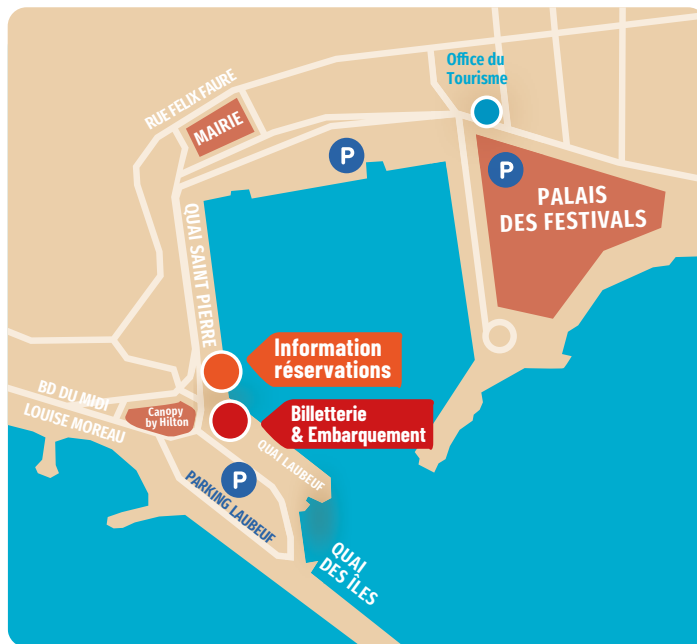 Office du
Tourisme
RUE FELIX FAURE
MAIRIE
P
P
PALAIS
DES FESTIVALS
QUAI SAINT PIERRE
Information
réservations
BD DU MIDI
LOUISE MOREAU
Canopy
by Hilton
Billetterie
& Embarquement
QUAI LAUBEUF
P
PARKING LAUBEUF
QUAI
DES ÎLES